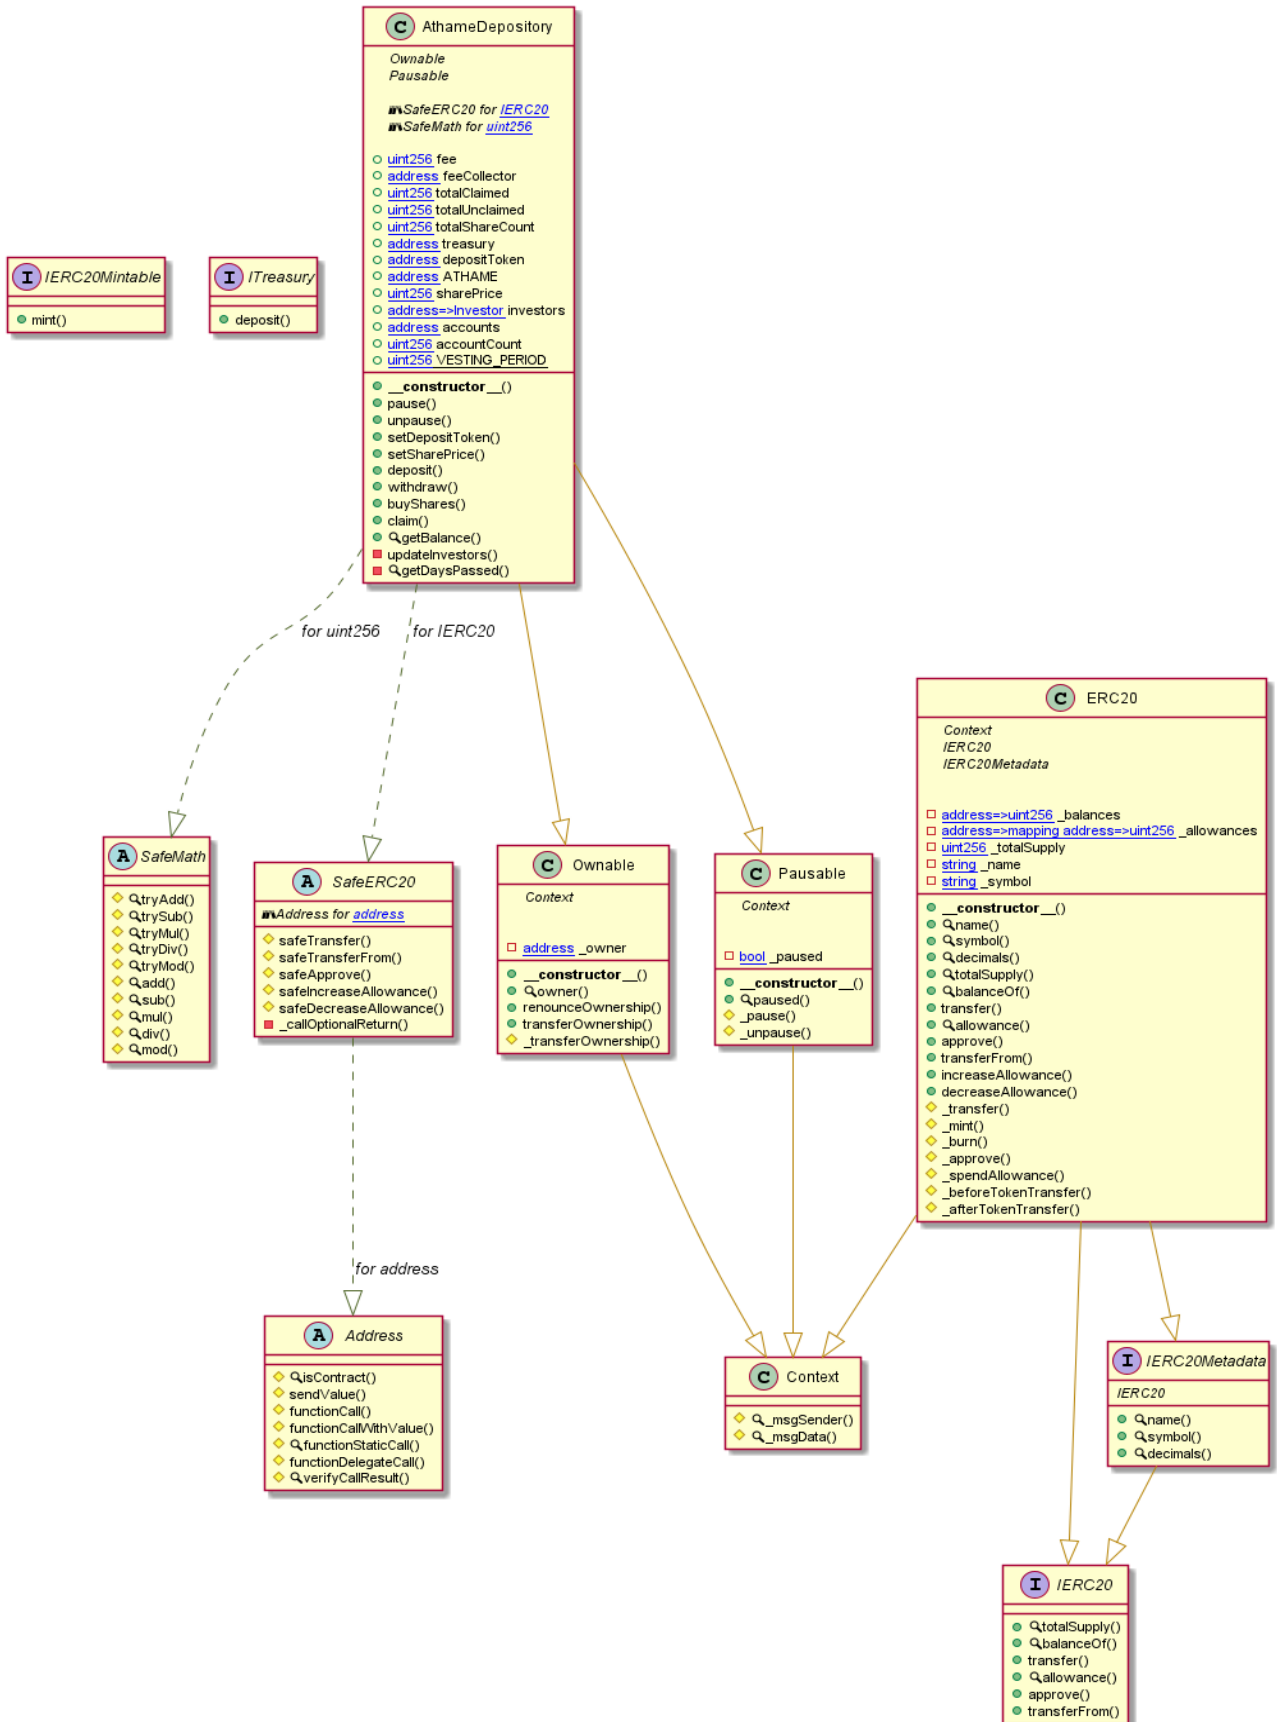 C AthameDepository
Ownable
Pausable
SafeERC20 for IERC20
SafeMath for uint256
uint256 fee
address feeCollector
uint256 totalClaimed
uint256 totalUnclaimed
uint256 totalShareCount
address treasury
address depositToken
address ATHAME
uint256 sharePrice
address=>Investor investors
address accounts
uint256 accountCount
uint256 VESTING_PERIOD
__constructor__()
pause()
unpause()
setDepositToken()
setSharePrice()
deposit()
withdraw()
buyShares()
claim()
getBalance()
updateInvestors()
getDaysPassed()
I IERC20Mintable
mint()
I ITreasury
deposit()
for uint256
for IERC20
A SafeMath
tryAdd()
trySub()
tryMul()
tryDiv()
tryMod()
add()
sub()
mul()
div()
mod()
A SafeERC20
Address for address
safeTransfer()
safeTransferFrom()
safeApprove()
safeIncreaseAllowance()
safeDecreaseAllowance()
_callOptionalReturn()
C Ownable
Context
address _owner
__constructor__()
owner()
renounceOwnership()
transferOwnership()
_transferOwnership()
C Pausable
Context
bool _paused
__constructor__()
paused()
_pause()
_unpause()
C ERC20
Context
IERC20
IERC20Metadata
address=>uint256 _balances
address=>mapping address=>uint256 _allowances
uint256 _totalSupply
string _name
string _symbol
__constructor__()
name()
symbol()
decimals()
totalSupply()
balanceOf()
transfer()
allowance()
approve()
transferFrom()
increaseAllowance()
decreaseAllowance()
_transfer()
_mint()
_burn()
_approve()
_spendAllowance()
_beforeTokenTransfer()
_afterTokenTransfer()
for address
A Address
isContract()
sendValue()
functionCall()
functionCallWithValue()
functionStaticCall()
functionDelegateCall()
verifyCallResult()
C Context
_msgSender()
_msgData()
I IERC20Metadata
IERC20
name()
symbol()
decimals()
I IERC20
totalSupply()
balanceOf()
transfer()
allowance()
approve()
transferFrom()